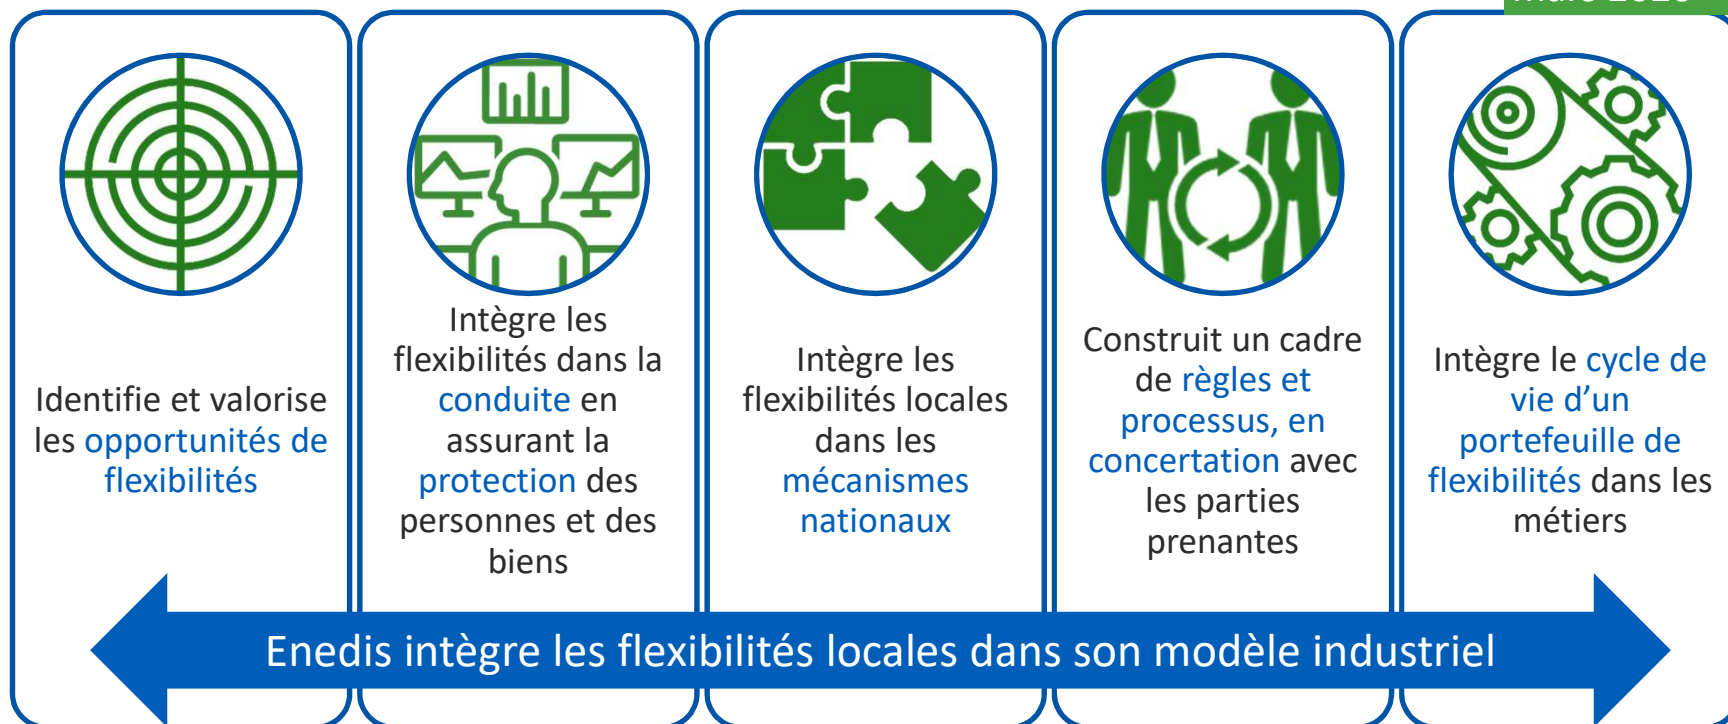 Identifie et valorise
les opportunités de
flexibilités
Intègre les
flexibilités dans la
conduite en
assurant la
protection des
personnes et des
biens
Intègre les
flexibilités locales
dans les
mécanismes
nationaux
Construit un cadre
de règles et
processus, en
concertation avec
les parties
prenantes
Intègre le cycle de
vie d’un
portefeuille de
flexibilités dans les
métiers
Enedis intègre les flexibilités locales dans son modèle industriel